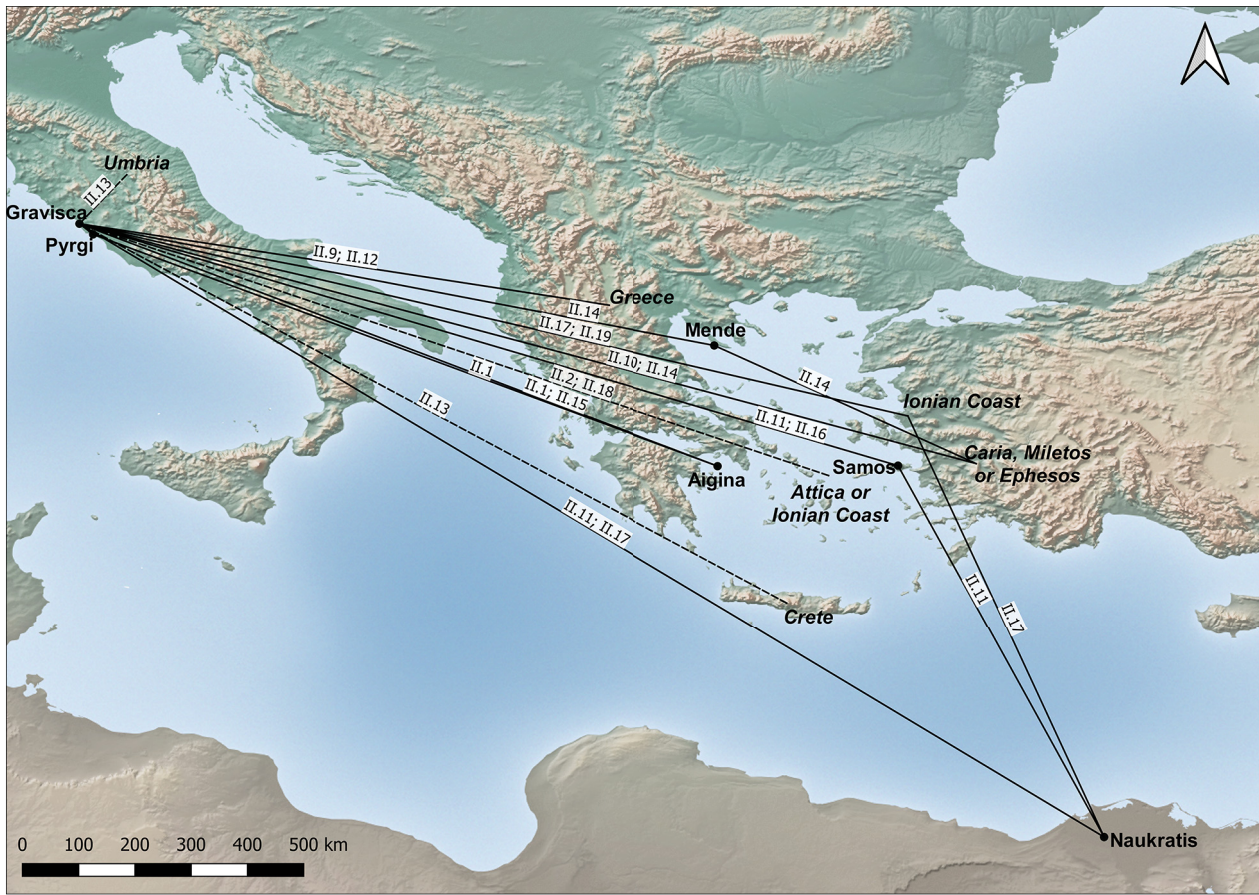 Umbria
II.13
Gravisca
Pyrgi
II.9; II.12
Greece
II.14
Mende
II.17; II.19
II.10; II.14
II.14
II.1
II.2; II.18
II.1; II.15
Ionian Coast
II.13
II.11; II.16
Caria, Miletos
or Ephesos
Samos
Aigina
Attica or
Ionian Coast
II.11; II.17
II.11
II.17
Crete
Naukratis
0 100 200 300 400 500 km